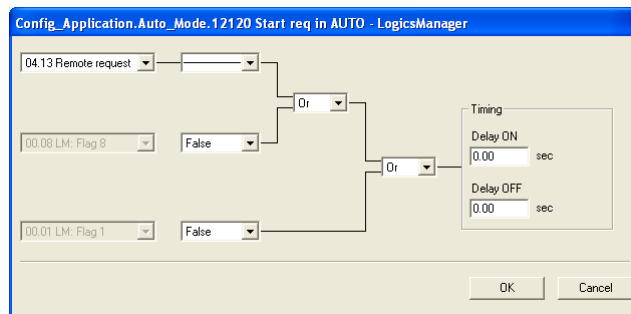 Config_Application.Auto_Mode.12120 Start req in AUTO - LogicsManager
04.13 Remote request
Or
Timing
Delay ON
00.08 LM: Flag 8
False
0.00 sec
Or
Delay OFF
0.00 sec
00.01 LM: Flag 1
False
OK
Cancel